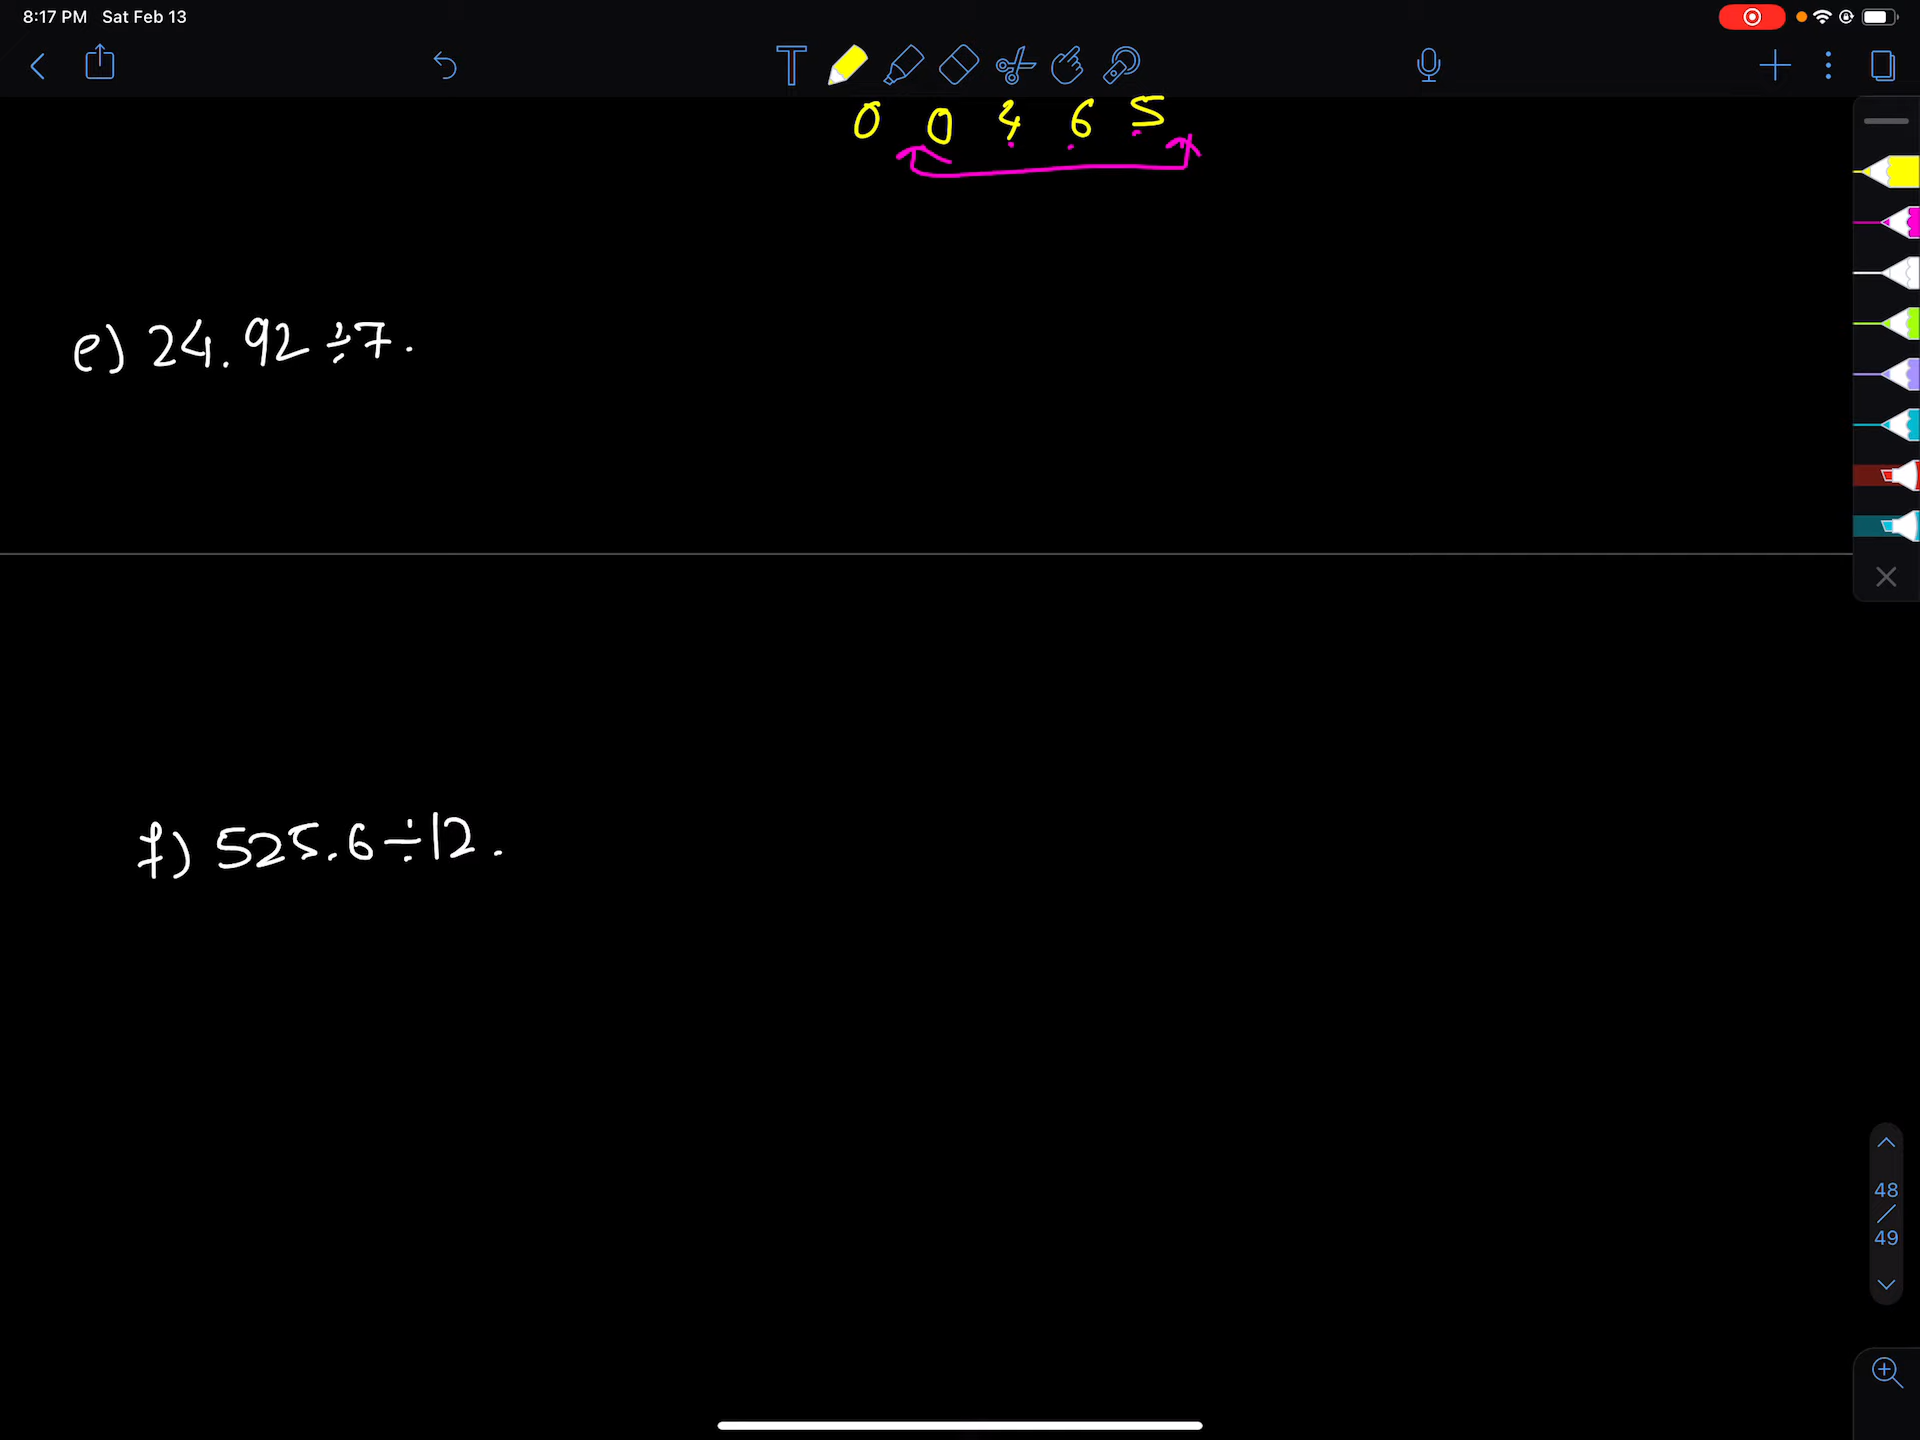 8:17 PM Sat Feb 13
T
0 0 4 6 5
e) 24.92 ÷ 7.
f) 525.6 ÷ 12.
48
/
49